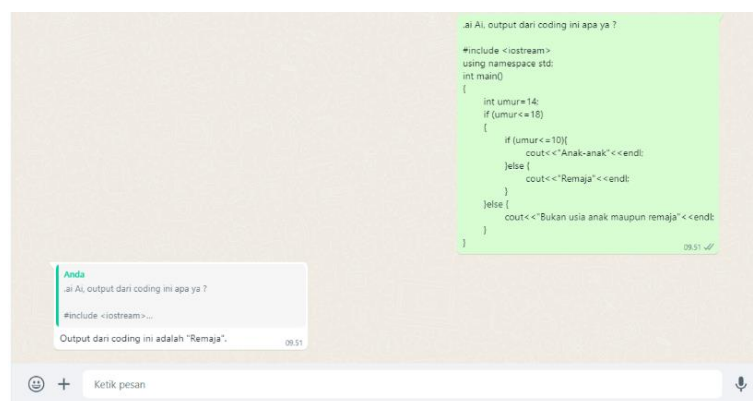 .ai Ai, output dari coding ini apa ya ?
#include <iostream>
using namespace std;
int main()
{
int umur=14;
if (umur<=18)
{
if (umur<=10){
cout<<"Anak-anak"<<endl;
}else {
cout<<"Remaja"<<endl;
}
}else {
cout<<"Bukan usia anak maupun remaja"<<endl;
}
}
09.51
Anda
.ai Ai, output dari coding ini apa ya ?
#include <iostream>...
Output dari coding ini adalah "Remaja".
09.51
Ketik pesan